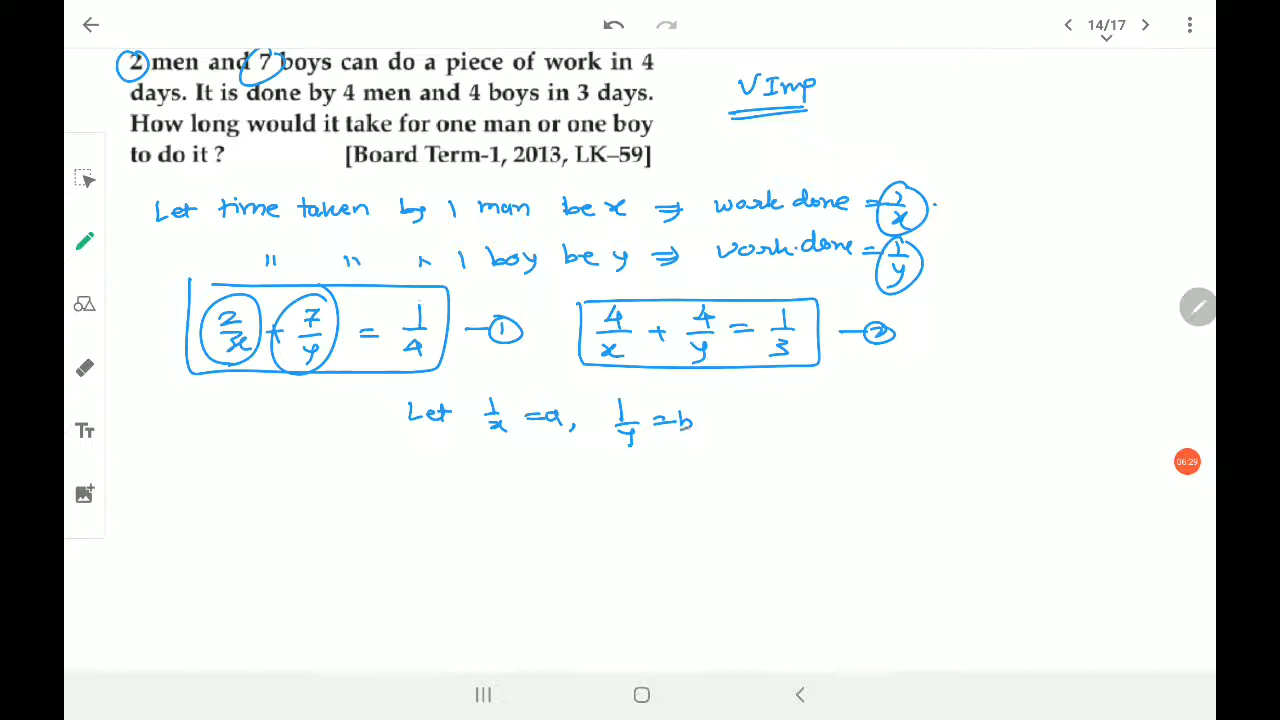 14/17
2 men and 7 boys can do a piece of work in 4
days. It is done by 4 men and 4 boys in 3 days.
How long would it take for one man or one boy
to do it ? [Board Term-1, 2013, LK–59]
V Imp
Let time taken by 1 man be x ⇒ work done = 1/x.
" " " 1 boy be y ⇒ work done = 1/y
2/x + 7/y = 1/4 — ①
4/x + 4/y = 1/3 — ②
Let 1/x = a, 1/y = b
Tт
06:29